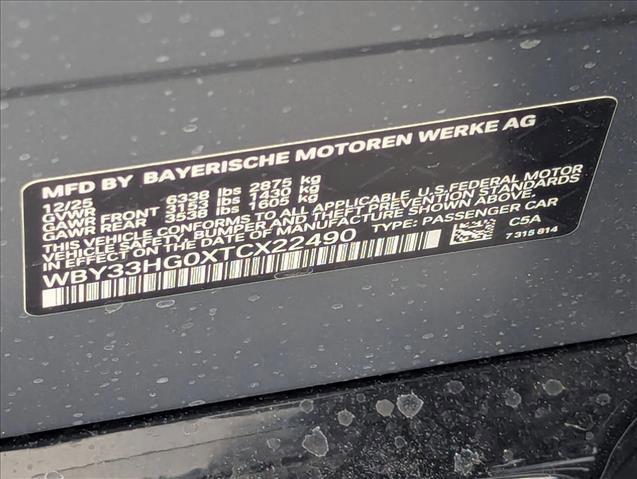 MFD BY BAYERISCHE MOTOREN WERKE AG
12/25
GVWR 6338 lbs 2875 kg
GAWR FRONT 3153 lbs 1430 kg
GAWR REAR 3538 lbs 1605 kg
THIS VEHICLE CONFORMS TO ALL APPLICABLE U.S. FEDERAL MOTOR
VEHICLE SAFETY, BUMPER AND THEFT PREVENTION STANDARDS
IN EFFECT ON THE DATE OF MANUFACTURE SHOWN ABOVE.
WBY33HG0XTCX22490 TYPE: PASSENGER CAR
C5A
7 315 814